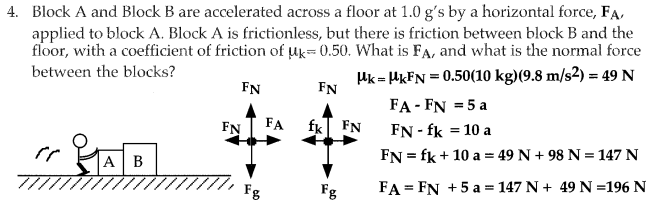 4. Block A and Block B are accelerated across a floor at 1.0 g's by a horizontal force, FA, applied to block A. Block A is frictionless, but there is friction between block B and the floor, with a coefficient of friction of μk= 0.50. What is FA, and what is the normal force between the blocks?
μk = μkFN = 0.50(10 kg)(9.8 m/s2) = 49 N
FA - FN = 5 a
FN - fk = 10 a
FN = fk + 10 a = 49 N + 98 N = 147 N
FA = FN + 5 a = 147 N + 49 N =196 N
A B
FN
FN FA
Fg
FN
fk FN
Fg